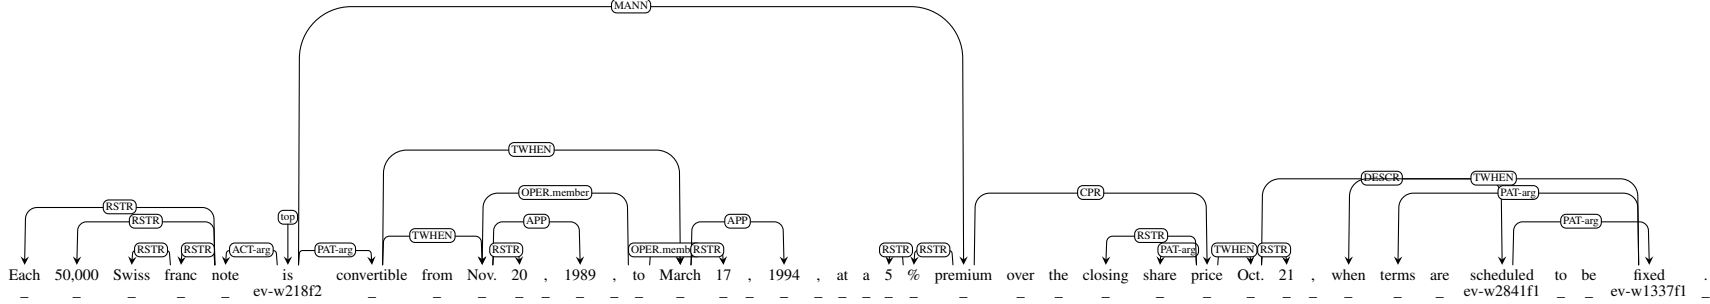 MANN
TWHEN
DESCR TWHEN
OPER.member CPR PAT-arg
RSTR
RSTR top APP APP PAT-arg
TWHEN RSTR
RSTR RSTR ACT-arg PAT-arg RSTR OPER.memb RSTR RSTR RSTR PAT-arg TWHEN RSTR
Each 50,000 Swiss franc note is convertible from Nov. 20 , 1989 , to March 17 , 1994 , at a 5 % premium over the closing share price Oct. 21 , when terms are scheduled to be fixed .
_ _ _ _ _ ev-w218f2 _ _ _ _ _ _ _ _ _ _ _ _ _ _ _ _ _ _ _ _ _ _ _ _ _ _ _ _ _ ev-w2841f1 _ _ ev-w1337f1 _